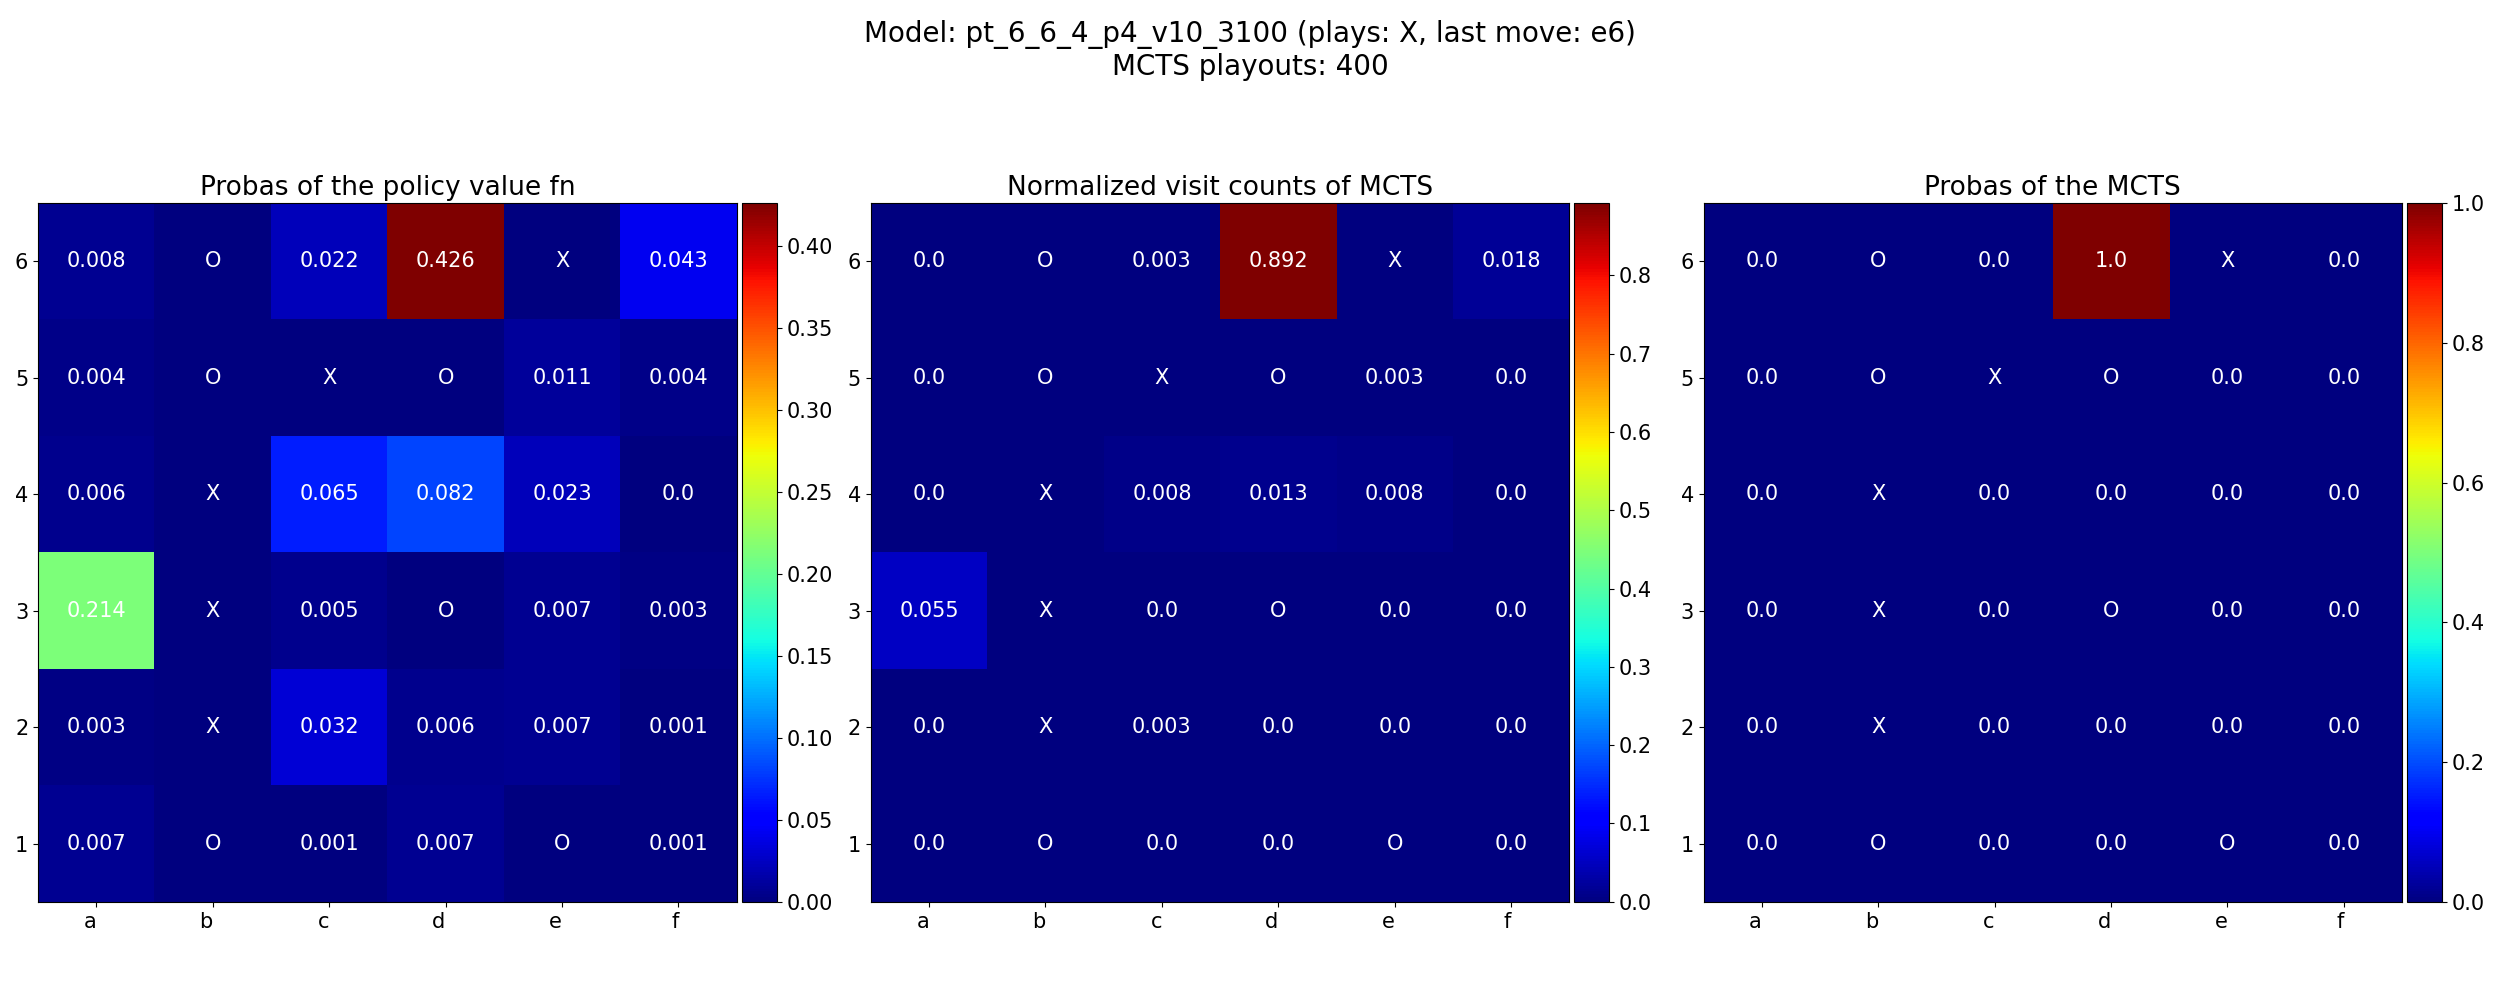 Model: pt_6_6_4_p4_v10_3100 (plays: X, last move: e6)
MCTS playouts: 400
Probas of the policy value fn
6 0.008 O 0.022 0.426 X 0.043
5 0.004 O X O 0.011 0.004
4 0.006 X 0.065 0.082 0.023 0.0
3 0.214 X 0.005 O 0.007 0.003
2 0.003 X 0.032 0.006 0.007 0.001
1 0.007 O 0.001 0.007 O 0.001
a b c d e f
0.40
0.35
0.30
0.25
0.20
0.15
0.10
0.05
0.00
Normalized visit counts of MCTS
6 0.0 O 0.003 0.892 X 0.018
5 0.0 O X O 0.003 0.0
4 0.0 X 0.008 0.013 0.008 0.0
3 0.055 X 0.0 O 0.0 0.0
2 0.0 X 0.003 0.0 0.0 0.0
1 0.0 O 0.0 0.0 O 0.0
a b c d e f
0.8
0.7
0.6
0.5
0.4
0.3
0.2
0.1
0.0
Probas of the MCTS
6 0.0 O 0.0 1.0 X 0.0
5 0.0 O X O 0.0 0.0
4 0.0 X 0.0 0.0 0.0 0.0
3 0.0 X 0.0 O 0.0 0.0
2 0.0 X 0.0 0.0 0.0 0.0
1 0.0 O 0.0 0.0 O 0.0
a b c d e f
1.0
0.8
0.6
0.4
0.2
0.0